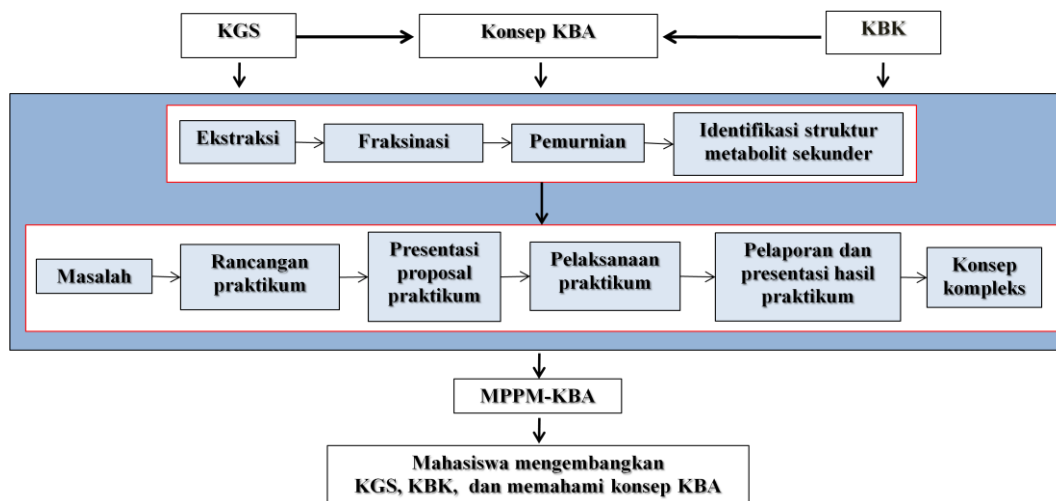 KGS
Konsep KBA
KBK
Ekstraksi
Fraksinasi
Pemurnian
Identifikasi struktur
metabolit sekunder
Masalah
Rancangan
praktikum
Presentasi
proposal
praktikum
Pelaksanaan
praktikum
Pelaporan dan
presentasi hasil
praktikum
Konsep
kompleks
MPPM-KBA
Mahasiswa mengembangkan
KGS, KBK, dan memahami konsep KBA